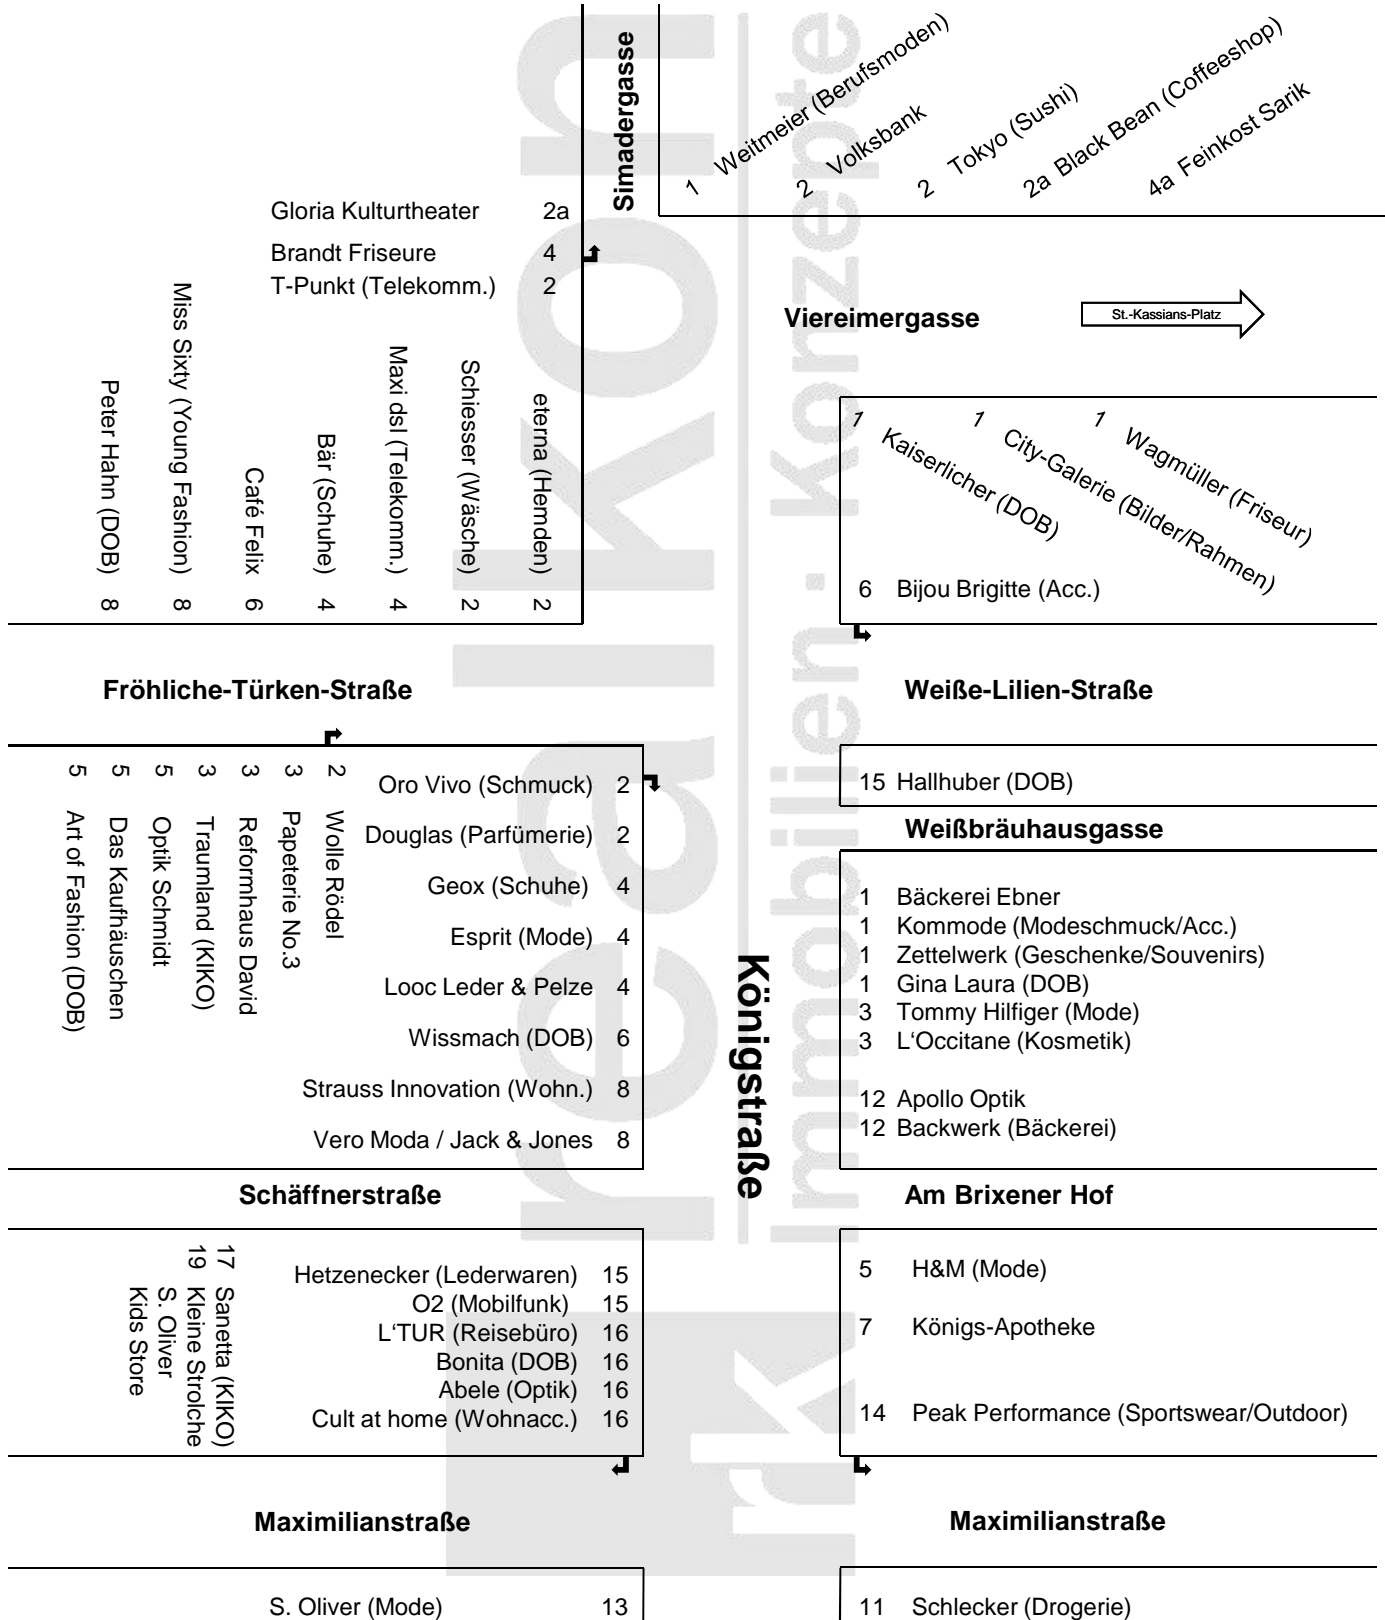 Simadergasse
1 Weitmeier (Berufsmoden)
2 Volksbank
2 Tokyo (Sushi)
2a Black Bean (Coffeeshop)
4a Feinkost Sarik
Gloria Kulturtheater 2a
Brandt Friseure 4
T-Punkt (Telekomm.) 2
Viereimergasse
St.-Kassians-Platz
Peter Hahn (DOB) 8
Miss Sixty (Young Fashion) 8
Café Felix 6
Bär (Schuhe) 4
Maxi dsl (Telekomm.) 4
Schiesser (Wäsche) 2
eterna (Hemden) 2
1 Kaiserlicher (DOB)
1 City-Galerie (Bilder/Rahmen)
1 Wagmüller (Friseur)
6 Bijou Brigitte (Acc.)
Fröhliche-Türken-Straße
Weiße-Lilien-Straße
5 Art of Fashion (DOB)
5 Das Kaufhäuschen
5 Optik Schmidt
3 Traumland (KIKO)
3 Reformhaus David
3 Papeterie No.3
2 Wolle Rödel
Oro Vivo (Schmuck) 2
Douglas (Parfümerie) 2
Geox (Schuhe) 4
Esprit (Mode) 4
Looc Leder & Pelze 4
Wissmach (DOB) 6
Strauss Innovation (Wohn.) 8
Vero Moda / Jack & Jones 8
Königstraße
15 Hallhuber (DOB)
Weißbräuhausgasse
1 Bäckerei Ebner
1 Kommode (Modeschmuck/Acc.)
1 Zettelwerk (Geschenke/Souvenirs)
1 Gina Laura (DOB)
3 Tommy Hilfiger (Mode)
3 L‘Occitane (Kosmetik)
12 Apollo Optik
12 Backwerk (Bäckerei)
Schäffnerstraße
Am Brixener Hof
17 Sanetta (KIKO)
19 Kleine Strolche
S. Oliver
Kids Store
Hetzenecker (Lederwaren) 15
O2 (Mobilfunk) 15
L‘TUR (Reisebüro) 16
Bonita (DOB) 16
Abele (Optik) 16
Cult at home (Wohnacc.) 16
5 H&M (Mode)
7 Königs-Apotheke
14 Peak Performance (Sportswear/Outdoor)
Maximilianstraße
Maximilianstraße
S. Oliver (Mode) 13
11 Schlecker (Drogerie)
rk realkon
Immobilien · Konzepte